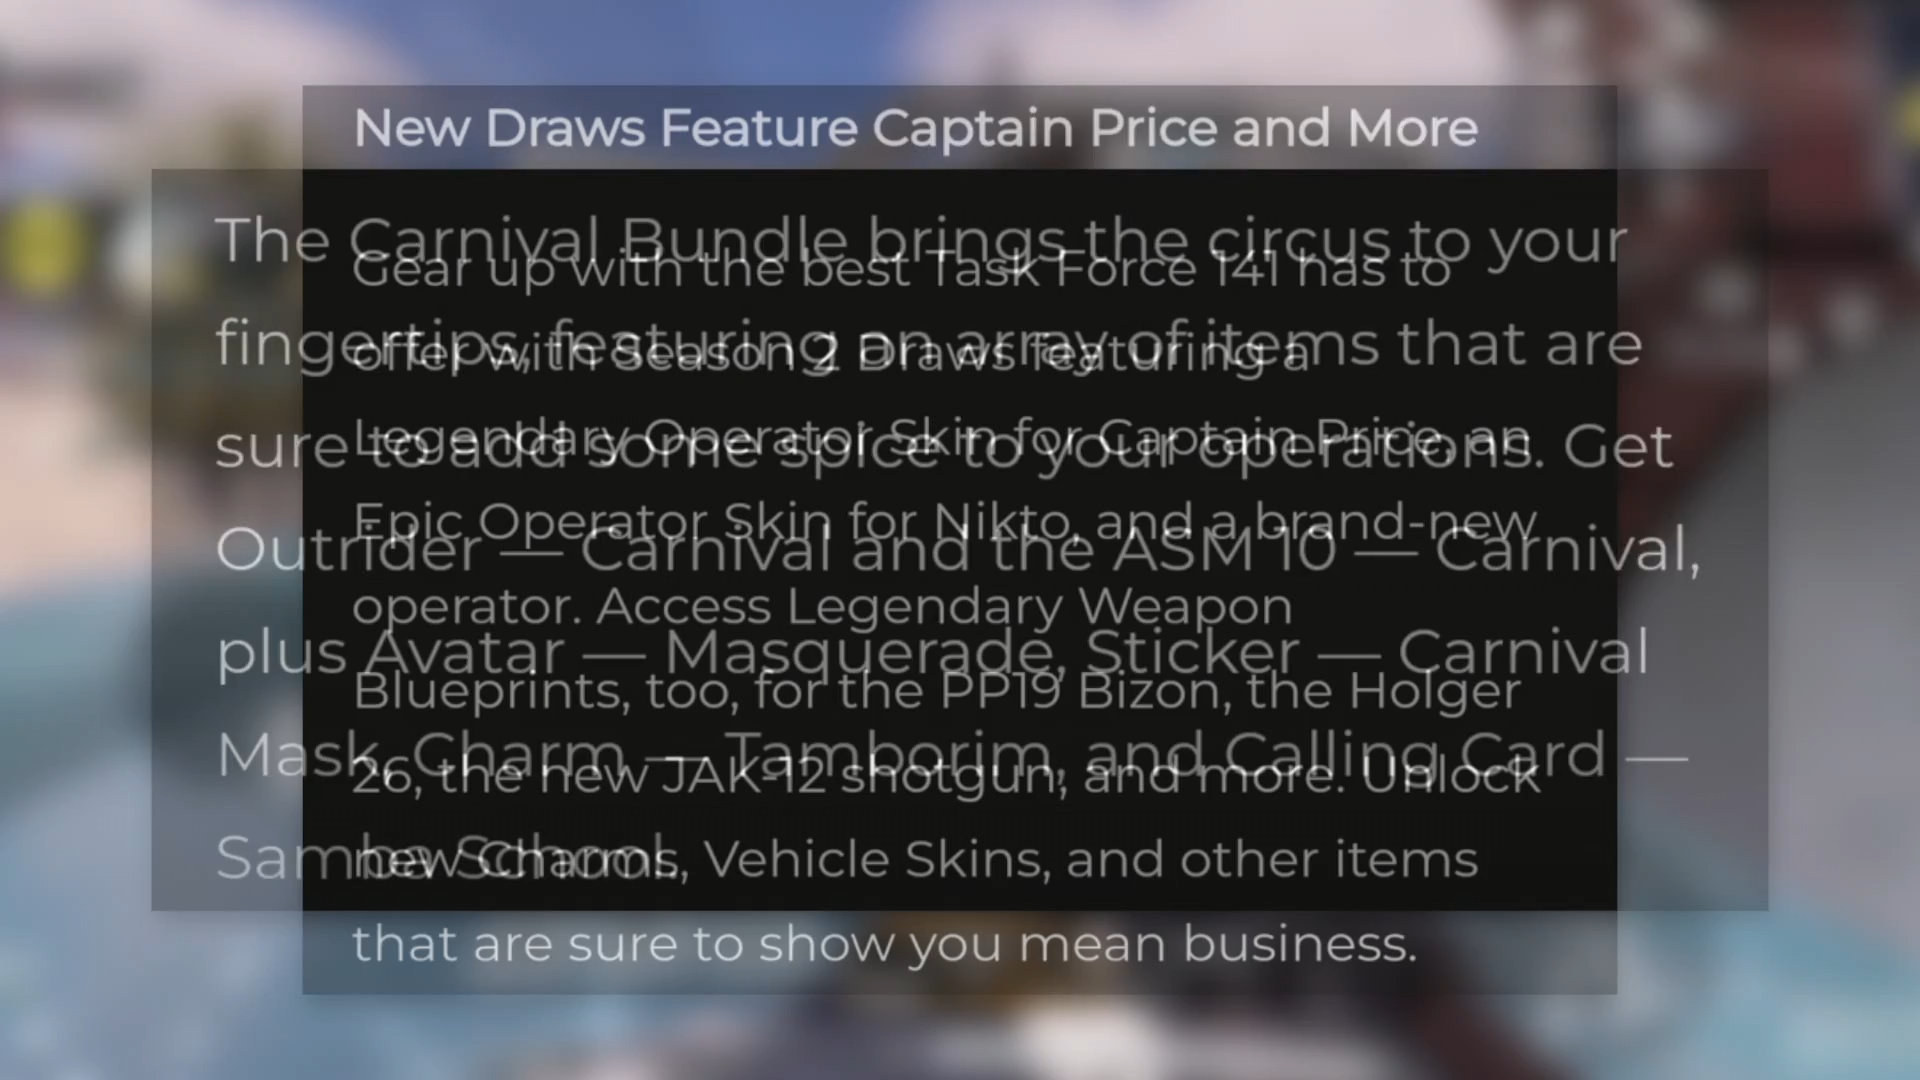 New Draws Feature Captain Price and More
The Carnival Bundle brings the circus to your
fingertips, featuring an array of items that are
sure to add some spice to your operations. Get
Outrider — Carnival and the ASM 10 — Carnival,
plus Avatar — Masquerade, Sticker — Carnival
Mask, Charm — Tamborim, and Calling Card —
Samba School.
Gear up with the best Task Force 141 has to
offer with Season 2 Draws featuring a
Legendary Operator Skin for Captain Price, an
Epic Operator Skin for Nikto, and a brand-new
operator. Access Legendary Weapon
Blueprints, too, for the PP19 Bizon, the Holger
26, the new JAK-12 shotgun, and more. Unlock
new Charms, Vehicle Skins, and other items
that are sure to show you mean business.